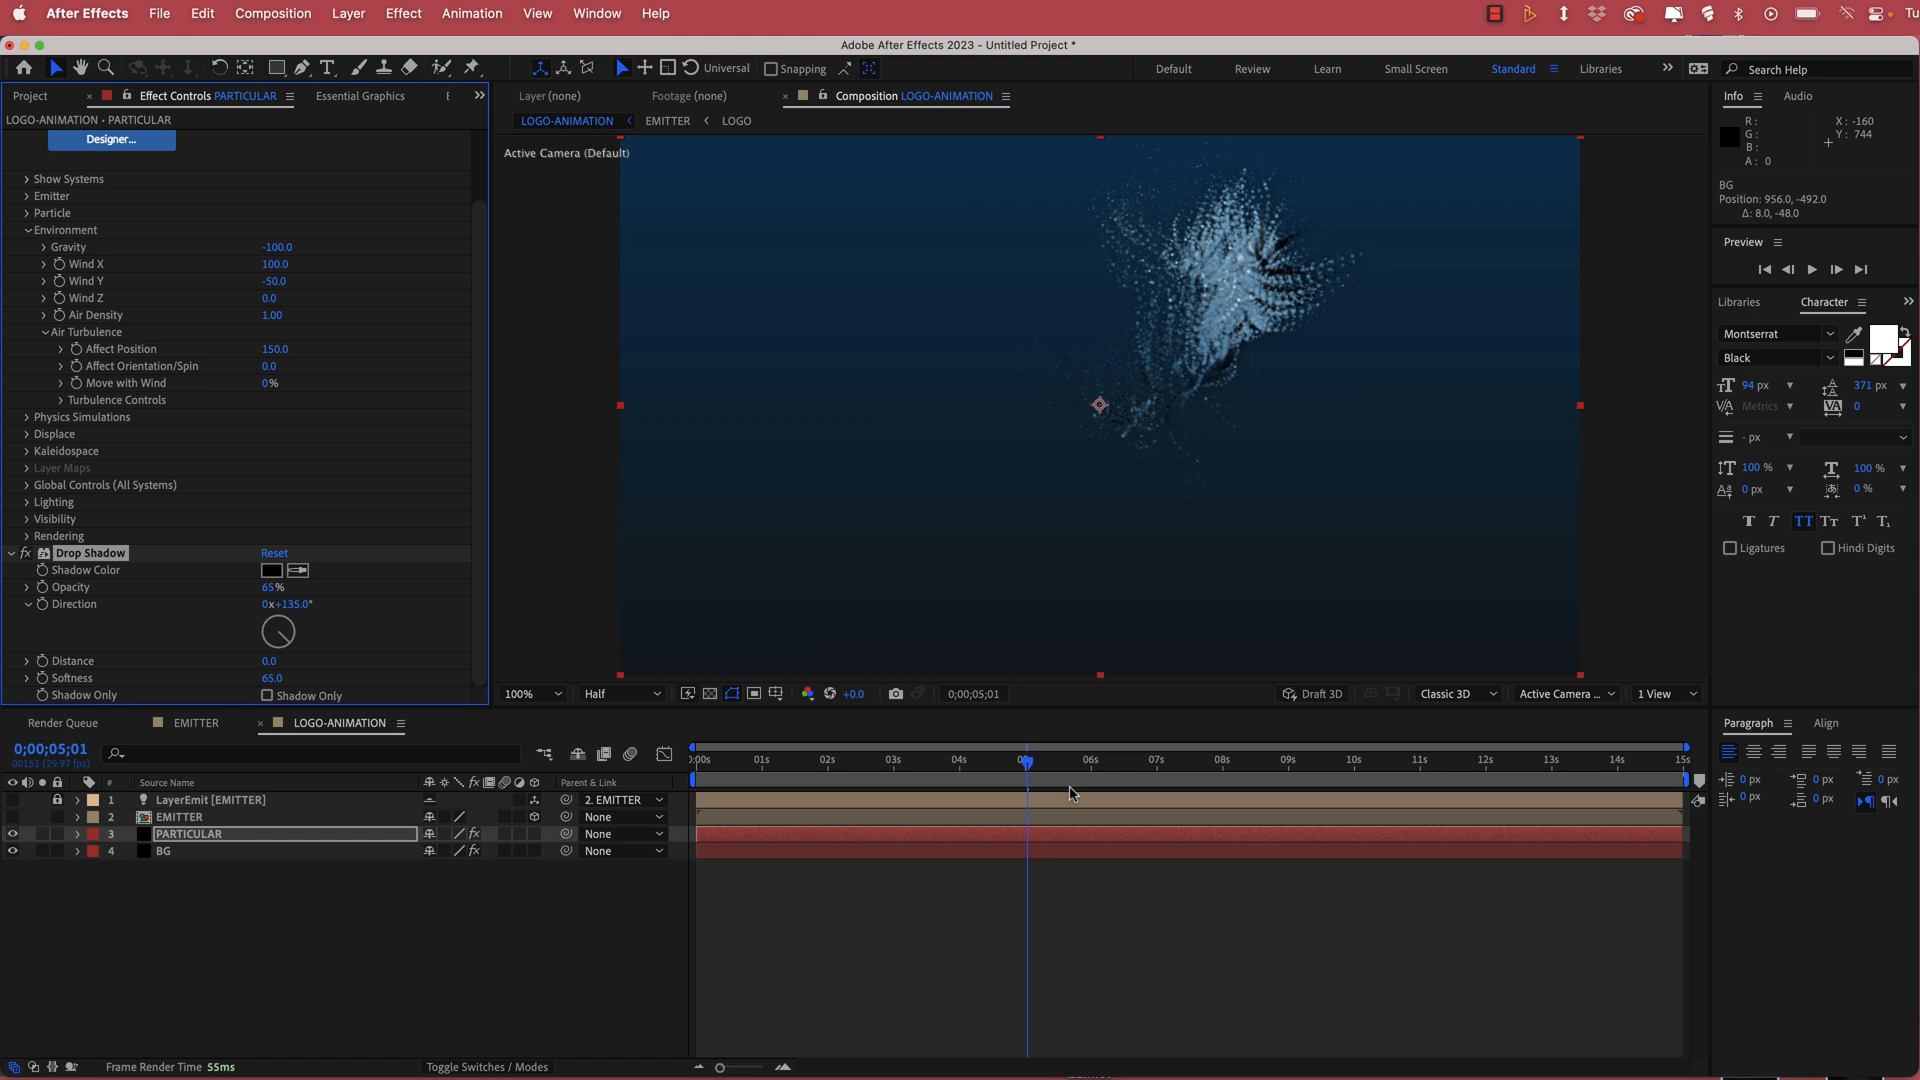 After Effects File Edit Composition Layer Effect Animation View Window Help Tu
Adobe After Effects 2023 - Untitled Project *
Universal Snapping Default Review Learn Small Screen Standard Libraries Search Help
Project Effect Controls PARTICULAR Essential Graphics
Layer (none) Footage (none) Composition LOGO-ANIMATION
Info Audio
LOGO-ANIMATION • PARTICULAR
LOGO-ANIMATION EMITTER LOGO
R: X: -160
G: Y: 744
B:
A: 0
Designer...
Active Camera (Default)
BG
Position: 956.0, -492.0
Δ: 8.0, -48.0
Show Systems
Emitter
Particle
Environment
Gravity -100.0
Wind X 100.0
Wind Y -50.0
Wind Z 0.0
Air Density 1.00
Air Turbulence
Affect Position 150.0
Affect Orientation/Spin 0.0
Move with Wind 0%
Turbulence Controls
Physics Simulations
Displace
Kaleidospace
Layer Maps
Global Controls (All Systems)
Lighting
Visibility
Rendering
fx Drop Shadow Reset
Shadow Color
Opacity 65%
Direction 0x+135.0°
Distance 0.0
Softness 65.0
Shadow Only Shadow Only
Preview
Libraries Character
Montserrat
Black
94 px 371 px
Metrics 0
- px
100 % 100 %
0 px 0 %
Ligatures Hindi Digits
100% Half +0.0 0;00;05;01 Draft 3D Classic 3D Active Camera ... 1 View
Render Queue EMITTER LOGO-ANIMATION
Paragraph Align
0 px 0 px 0 px
0 px 0 px
0;00;05;01
00151 (29.97 fps)
:00s 01s 02s 03s 04s 06s 07s 08s 09s 10s 11s 12s 13s 14s 15s
# Source Name fx Parent & Link
1 LayerEmit [EMITTER] 2. EMITTER
2 EMITTER None
3 PARTICULAR fx None
4 BG fx None
Frame Render Time 55ms Toggle Switches / Modes